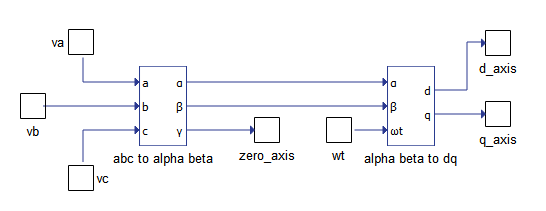 va
a α α d d_axis
b β β q
vb c γ ωt q_axis
zero_axis wt
abc to alpha beta alpha beta to dq
vc